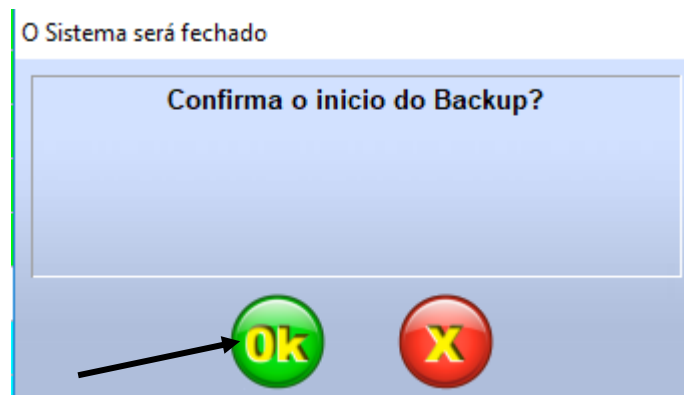 O Sistema será fechado
Confirma o inicio do Backup?
Ok X